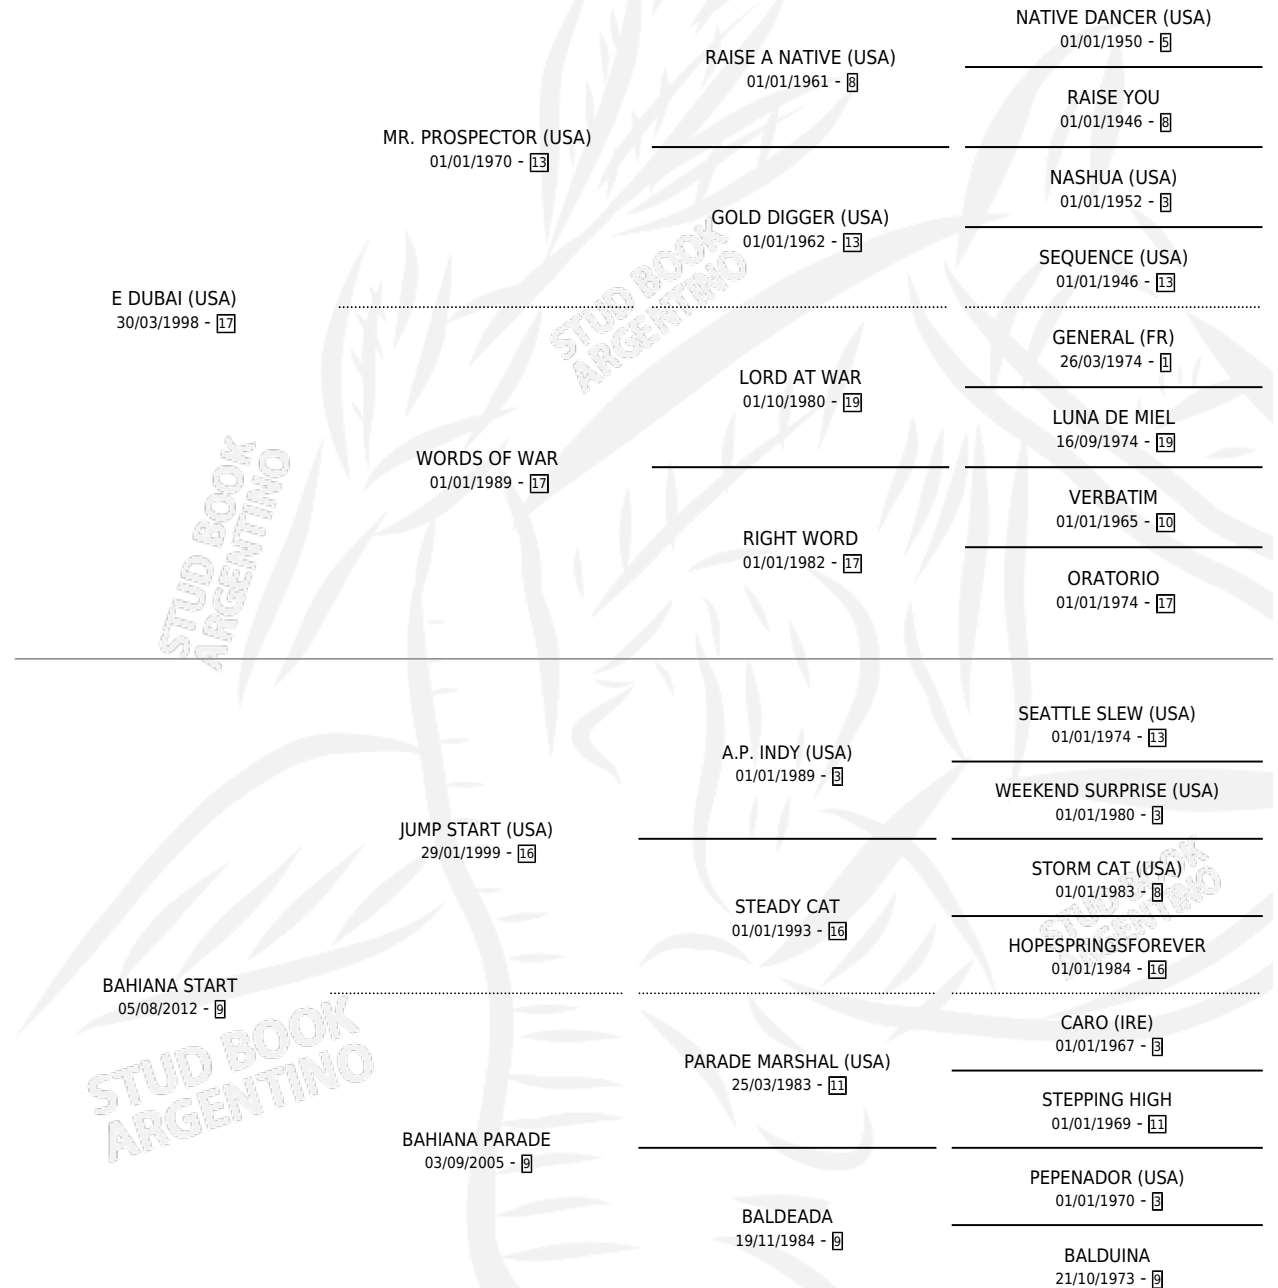 NATIVE DANCER (USA)
01/01/1950 - 5
RAISE A NATIVE (USA)
01/01/1961 - 8
RAISE YOU
01/01/1946 - 8
MR. PROSPECTOR (USA)
01/01/1970 - 13
NASHUA (USA)
01/01/1952 - 3
GOLD DIGGER (USA)
01/01/1962 - 13
SEQUENCE (USA)
01/01/1946 - 13
E DUBAI (USA)
30/03/1998 - 17
STUD BOOK
ARGENTINO
GENERAL (FR)
26/03/1974 - 1
LORD AT WAR
01/10/1980 - 19
LUNA DE MIEL
16/09/1974 - 19
WORDS OF WAR
01/01/1989 - 17
VERBATIM
01/01/1965 - 10
RIGHT WORD
01/01/1982 - 17
ORATORIO
01/01/1974 - 17
STUD BOOK
ARGENTINO
SEATTLE SLEW (USA)
01/01/1974 - 13
A.P. INDY (USA)
01/01/1989 - 3
WEEKEND SURPRISE (USA)
01/01/1980 - 3
JUMP START (USA)
29/01/1999 - 16
STORM CAT (USA)
01/01/1983 - 8
STEADY CAT
01/01/1993 - 16
STUD BOOK
ARGENTINO
HOPESPRINGSFOREVER
01/01/1984 - 16
BAHIANA START
05/08/2012 - 9
STUD BOOK
ARGENTINO
CARO (IRE)
01/01/1967 - 3
PARADE MARSHAL (USA)
25/03/1983 - 11
STEPPING HIGH
01/01/1969 - 11
BAHIANA PARADE
03/09/2005 - 9
PEPENADOR (USA)
01/01/1970 - 3
BALDEADA
19/11/1984 - 9
BALDUINA
21/10/1973 - 9